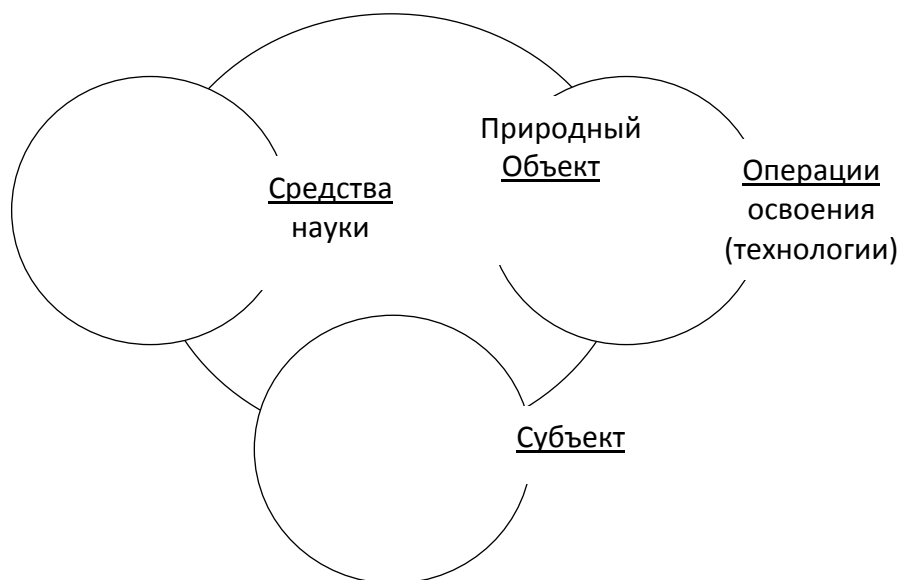 Природный
Объект
Средства
науки
Операции
освоения
(технологии)
Субъект